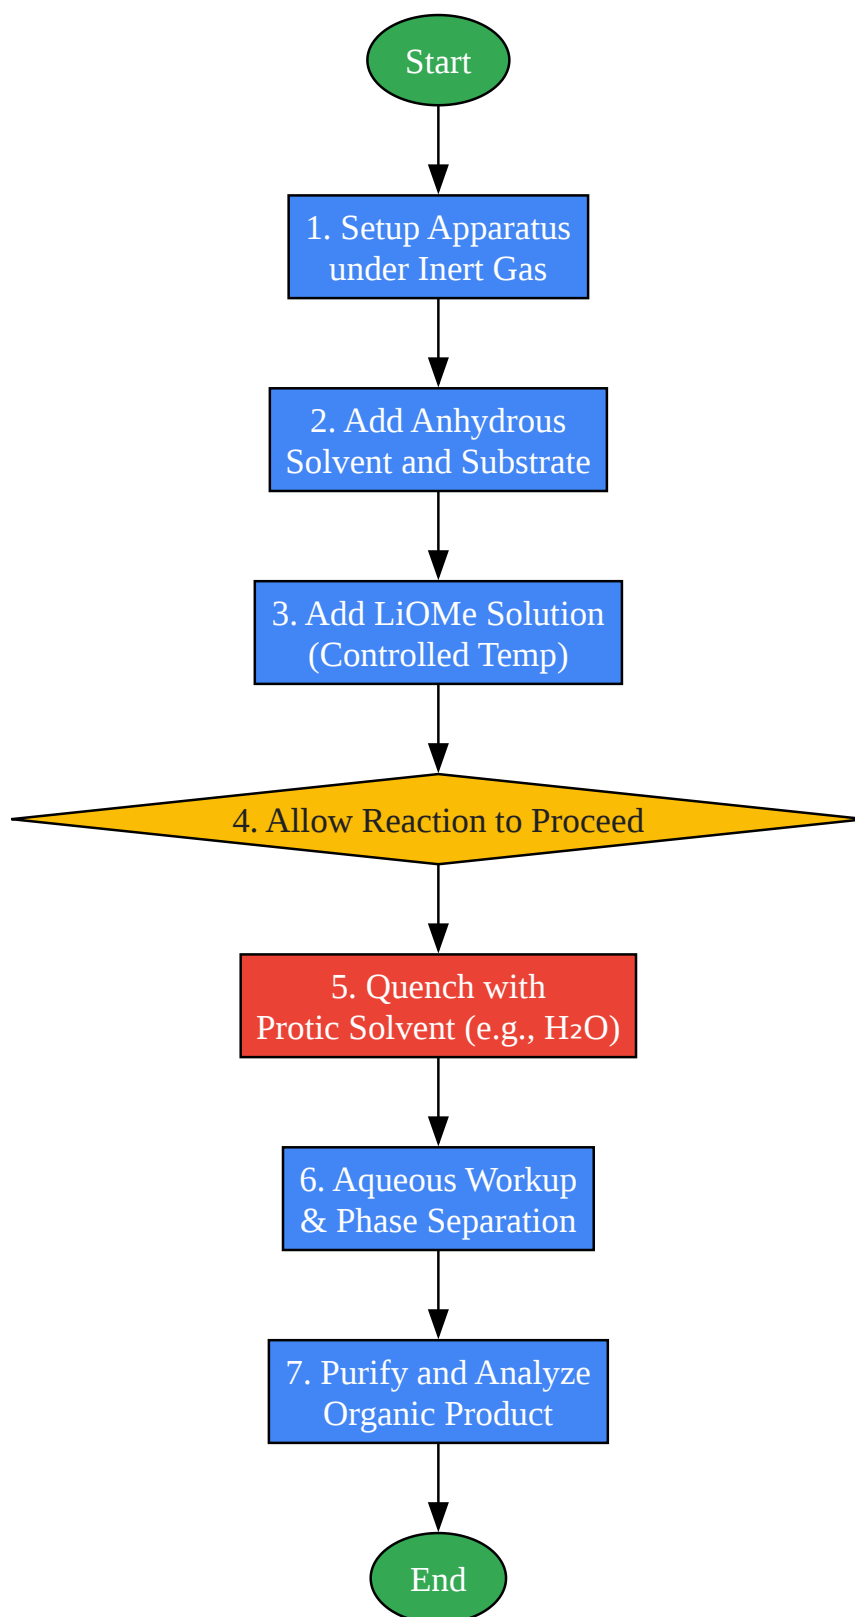 Start
1. Setup Apparatus
under Inert Gas
2. Add Anhydrous
Solvent and Substrate
3. Add LiOMe Solution
(Controlled Temp)
4. Allow Reaction to Proceed
5. Quench with
Protic Solvent (e.g., H₂O)
6. Aqueous Workup
& Phase Separation
7. Purify and Analyze
Organic Product
End